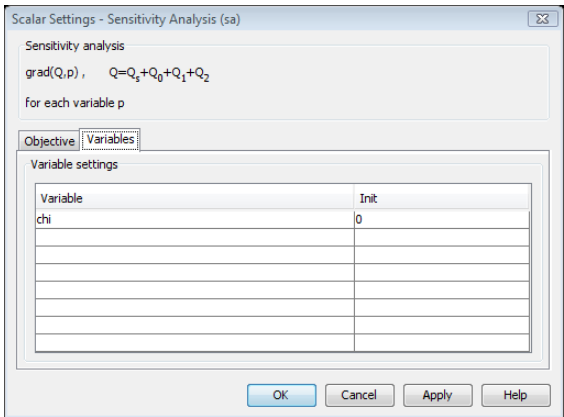 Scalar Settings - Sensitivity Analysis (sa)
Sensitivity analysis
grad(Q,p) ,    Q=Qs+Q0+Q1+Q2
for each variable p
Objective Variables
Variable settings
Variable Init
chi 0
OK Cancel Apply Help